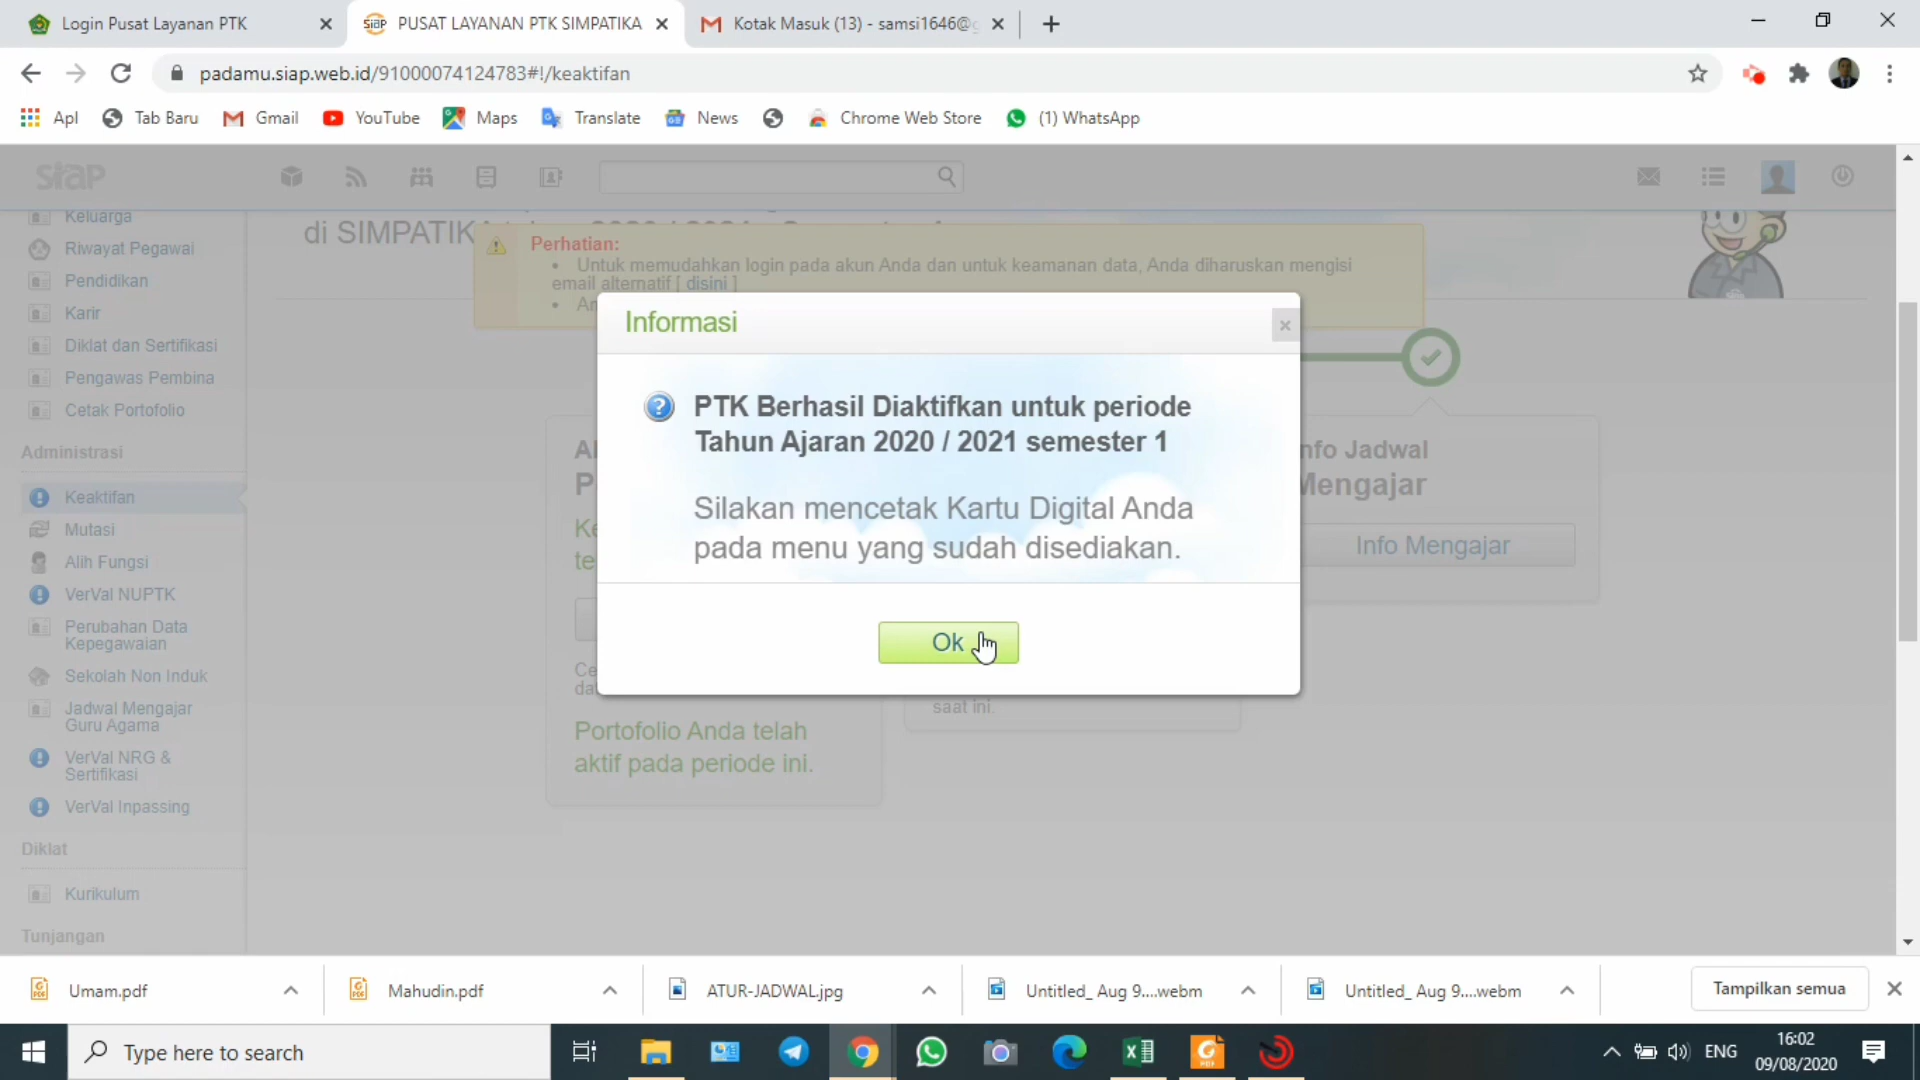 Login Pusat Layanan PTK
PUSAT LAYANAN PTK SIMPATIKA
Kotak Masuk (13) - samsi1646@g
padamu.siap.web.id/91000074124783#!/keaktifan
Apl
Tab Baru
Gmail
YouTube
Maps
Translate
News
Chrome Web Store
(1) WhatsApp
siap
Keluarga
Riwayat Pegawai
Pendidikan
Karir
Diklat dan Sertifikasi
Pengawas Pembina
Cetak Portofolio
Administrasi
Keaktifan
Mutasi
Alih Fungsi
VerVal NUPTK
Perubahan Data
Kepegawaian
Sekolah Non Induk
Jadwal Mengajar
Guru Agama
VerVal NRG &
Sertifikasi
VerVal Inpassing
Diklat
Kurikulum
Tunjangan
di SIMPATIKA
Perhatian:
Untuk memudahkan login pada akun Anda dan untuk keamanan data, Anda diharuskan mengisi
email alternatif [ disini ]
Informasi
PTK Berhasil Diaktifkan untuk periode
Tahun Ajaran 2020 / 2021 semester 1
Silakan mencetak Kartu Digital Anda
pada menu yang sudah disediakan.
Ok
Portofolio Anda telah
aktif pada periode ini.
saat ini.
nfo Jadwal
Mengajar
Info Mengajar
Umam.pdf
Mahudin.pdf
ATUR-JADWAL.jpg
Untitled_ Aug 9....webm
Untitled_ Aug 9....webm
Tampilkan semua
Type here to search
ENG
16:02
09/08/2020